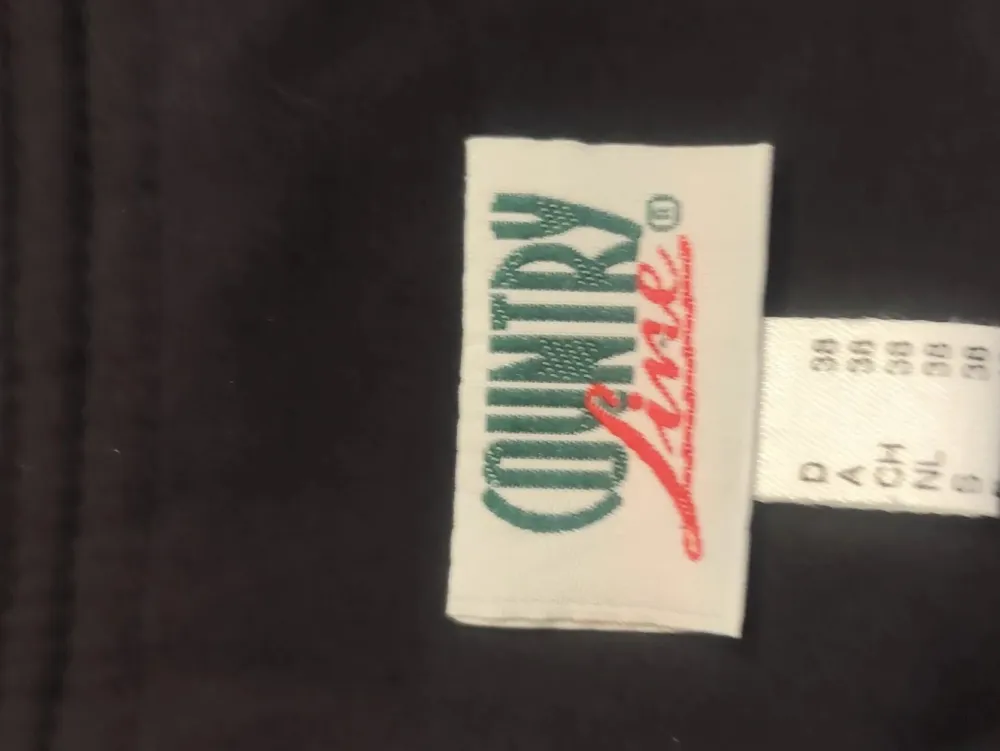 COUNTRY
Line ®
D 38
A 38
CH 38
NL 38
S 38